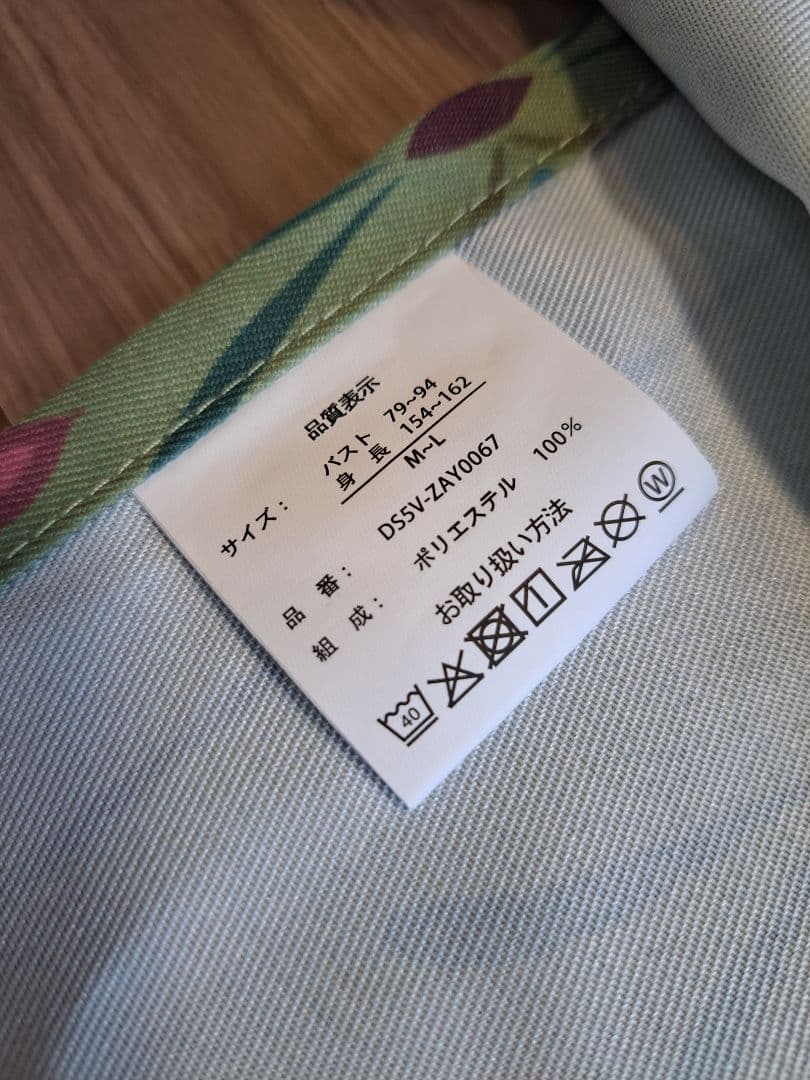 品質表示
サイズ： バスト 79~94
身 長 154~162
M~L
品 番： DS5V-ZAY0067
組 成： ポリエステル 100%
お取り扱い方法
40 W